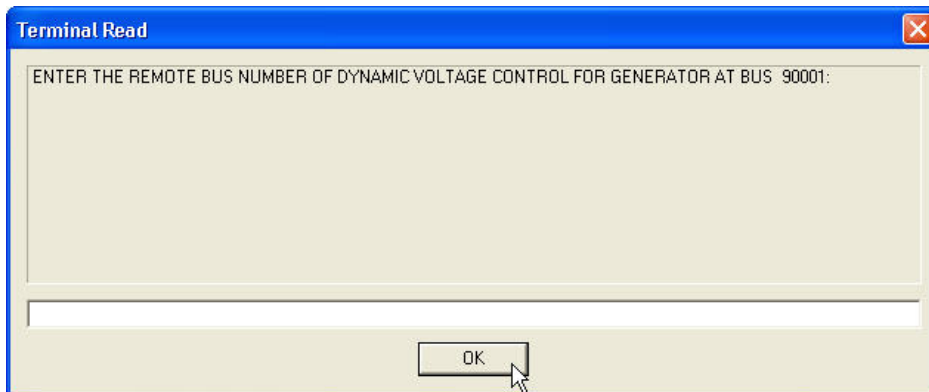 Terminal Read
ENTER THE REMOTE BUS NUMBER OF DYNAMIC VOLTAGE CONTROL FOR GENERATOR AT BUS  90001:
OK